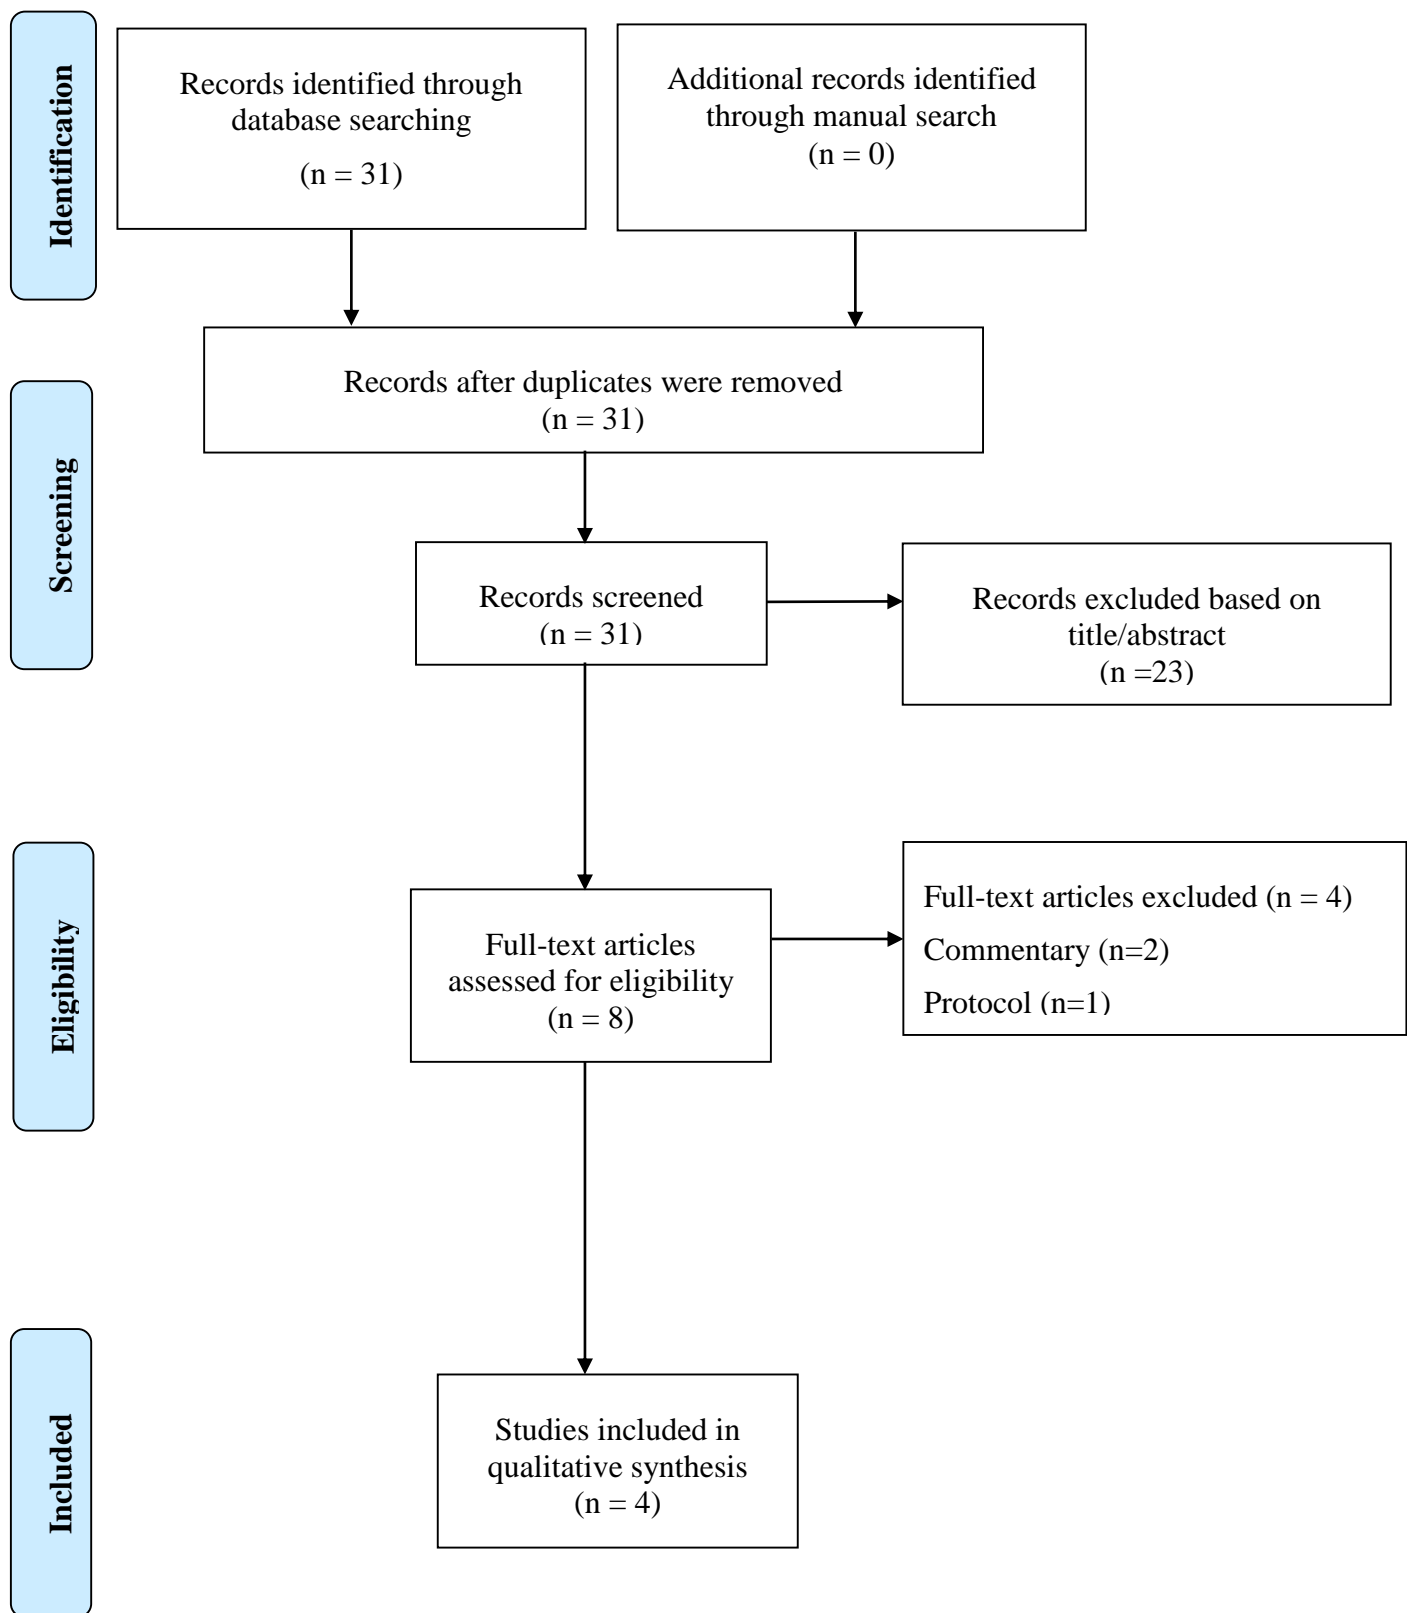 Identification
Records identified through
database searching
(n = 31)
Additional records identified
through manual search
(n = 0)
Records after duplicates were removed
(n = 31)
Screening
Records screened
(n = 31)
Records excluded based on
title/abstract
(n =23)
Eligibility
Full-text articles
assessed for eligibility
(n = 8)
Full-text articles excluded (n = 4)
Commentary (n=2)
Protocol (n=1)
Included
Studies included in
qualitative synthesis
(n = 4)